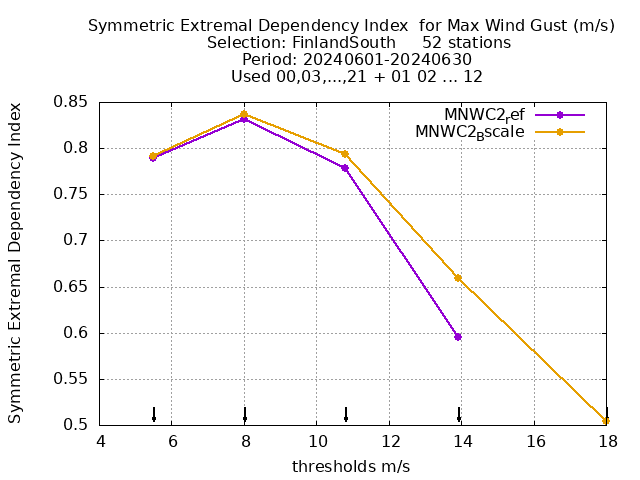 Symmetric Extremal Dependency Index  for Max Wind Gust (m/s)
Selection: FinlandSouth     52 stations
Period: 20240601-20240630
Used 00,03,...,21 + 01 02 ... 12
Symmetric Extremal Dependency Index
0.85
0.8
0.75
0.7
0.65
0.6
0.55
0.5
MNWC2ref
MNWC2Bscale
4 6 8 10 12 14 16 18
thresholds m/s